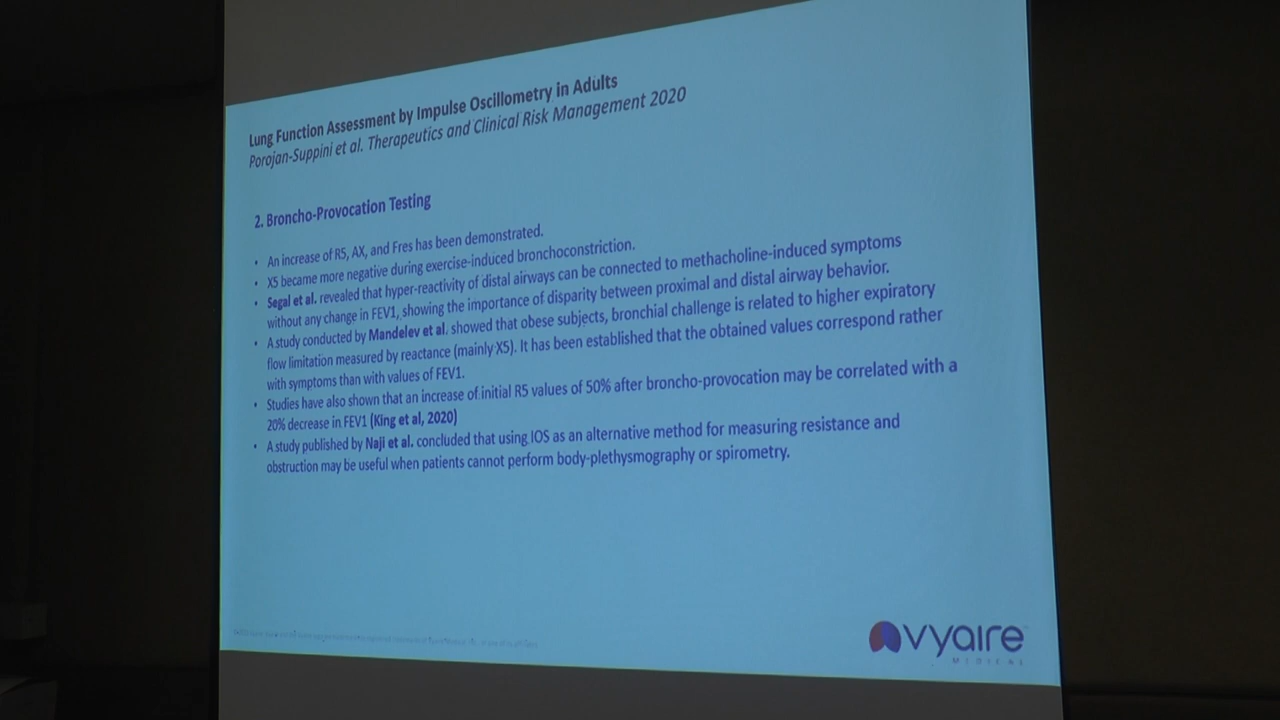 Lung Function Assessment by Impulse Oscillometry in Adults
Porojan-Suppini et al. Therapeutics and Clinical Risk Management 2020
2. Broncho-Provocation Testing
• An increase of R5, AX, and Fres has been demonstrated.
• X5 became more negative during exercise-induced bronchoconstriction.
• Segal et al. revealed that hyper-reactivity of distal airways can be connected to methacholine-induced symptoms
without any change in FEV1, showing the importance of disparity between proximal and distal airway behavior.
• A study conducted by Mandelev et al. showed that obese subjects, bronchial challenge is related to higher expiratory
flow limitation measured by reactance (mainly X5). It has been established that the obtained values correspond rather
with symptoms than with values of FEV1.
• Studies have also shown that an increase of initial R5 values of 50% after broncho-provocation may be correlated with a
20% decrease in FEV1 (King et al, 2020)
• A study published by Naji et al. concluded that using IOS as an alternative method for measuring resistance and
obstruction may be useful when patients cannot perform body-plethysmography or spirometry.
vyaire
MEDICAL